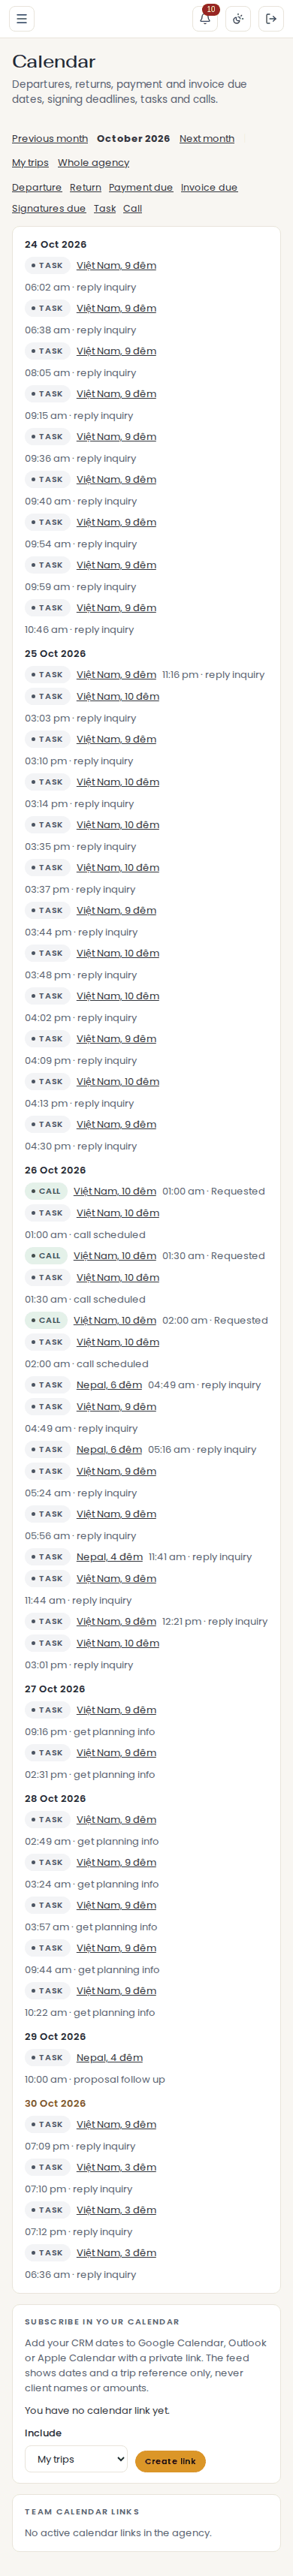 10
Calendar
Departures, returns, payment and invoice due
dates, signing deadlines, tasks and calls.
Previous month October 2026 Next month
My trips Whole agency
Departure Return Payment due Invoice due
Signatures due Task Call
24 Oct 2026
TASK Việt Nam, 9 đêm
06:02 am · reply inquiry
TASK Việt Nam, 9 đêm
06:38 am · reply inquiry
TASK Việt Nam, 9 đêm
08:05 am · reply inquiry
TASK Việt Nam, 9 đêm
09:15 am · reply inquiry
TASK Việt Nam, 9 đêm
09:36 am · reply inquiry
TASK Việt Nam, 9 đêm
09:40 am · reply inquiry
TASK Việt Nam, 9 đêm
09:54 am · reply inquiry
TASK Việt Nam, 9 đêm
09:59 am · reply inquiry
TASK Việt Nam, 9 đêm
10:46 am · reply inquiry
25 Oct 2026
TASK Việt Nam, 9 đêm 11:16 pm · reply inquiry
TASK Việt Nam, 10 đêm
03:03 pm · reply inquiry
TASK Việt Nam, 9 đêm
03:10 pm · reply inquiry
TASK Việt Nam, 10 đêm
03:14 pm · reply inquiry
TASK Việt Nam, 10 đêm
03:35 pm · reply inquiry
TASK Việt Nam, 10 đêm
03:37 pm · reply inquiry
TASK Việt Nam, 9 đêm
03:44 pm · reply inquiry
TASK Việt Nam, 10 đêm
03:48 pm · reply inquiry
TASK Việt Nam, 10 đêm
04:02 pm · reply inquiry
TASK Việt Nam, 9 đêm
04:09 pm · reply inquiry
TASK Việt Nam, 10 đêm
04:13 pm · reply inquiry
TASK Việt Nam, 9 đêm
04:30 pm · reply inquiry
26 Oct 2026
CALL Việt Nam, 10 đêm 01:00 am · Requested
TASK Việt Nam, 10 đêm
01:00 am · call scheduled
CALL Việt Nam, 10 đêm 01:30 am · Requested
TASK Việt Nam, 10 đêm
01:30 am · call scheduled
CALL Việt Nam, 10 đêm 02:00 am · Requested
TASK Việt Nam, 10 đêm
02:00 am · call scheduled
TASK Nepal, 6 đêm 04:49 am · reply inquiry
TASK Việt Nam, 9 đêm
04:49 am · reply inquiry
TASK Nepal, 6 đêm 05:16 am · reply inquiry
TASK Việt Nam, 9 đêm
05:24 am · reply inquiry
TASK Việt Nam, 9 đêm
05:56 am · reply inquiry
TASK Nepal, 4 đêm 11:41 am · reply inquiry
TASK Việt Nam, 9 đêm
11:44 am · reply inquiry
TASK Việt Nam, 9 đêm 12:21 pm · reply inquiry
TASK Việt Nam, 10 đêm
03:01 pm · reply inquiry
27 Oct 2026
TASK Việt Nam, 9 đêm
09:16 pm · get planning info
TASK Việt Nam, 9 đêm
02:31 pm · get planning info
28 Oct 2026
TASK Việt Nam, 9 đêm
02:49 am · get planning info
TASK Việt Nam, 9 đêm
03:24 am · get planning info
TASK Việt Nam, 9 đêm
03:57 am · get planning info
TASK Việt Nam, 9 đêm
09:44 am · get planning info
TASK Việt Nam, 9 đêm
10:22 am · get planning info
29 Oct 2026
TASK Nepal, 4 đêm
10:00 am · proposal follow up
30 Oct 2026
TASK Việt Nam, 9 đêm
07:09 pm · reply inquiry
TASK Việt Nam, 3 đêm
07:10 pm · reply inquiry
TASK Việt Nam, 3 đêm
07:12 pm · reply inquiry
TASK Việt Nam, 3 đêm
06:36 am · reply inquiry
SUBSCRIBE IN YOUR CALENDAR
Add your CRM dates to Google Calendar, Outlook
or Apple Calendar with a private link. The feed
shows dates and a trip reference only, never
client names or amounts.
You have no calendar link yet.
Include
My trips Create link
TEAM CALENDAR LINKS
No active calendar links in the agency.